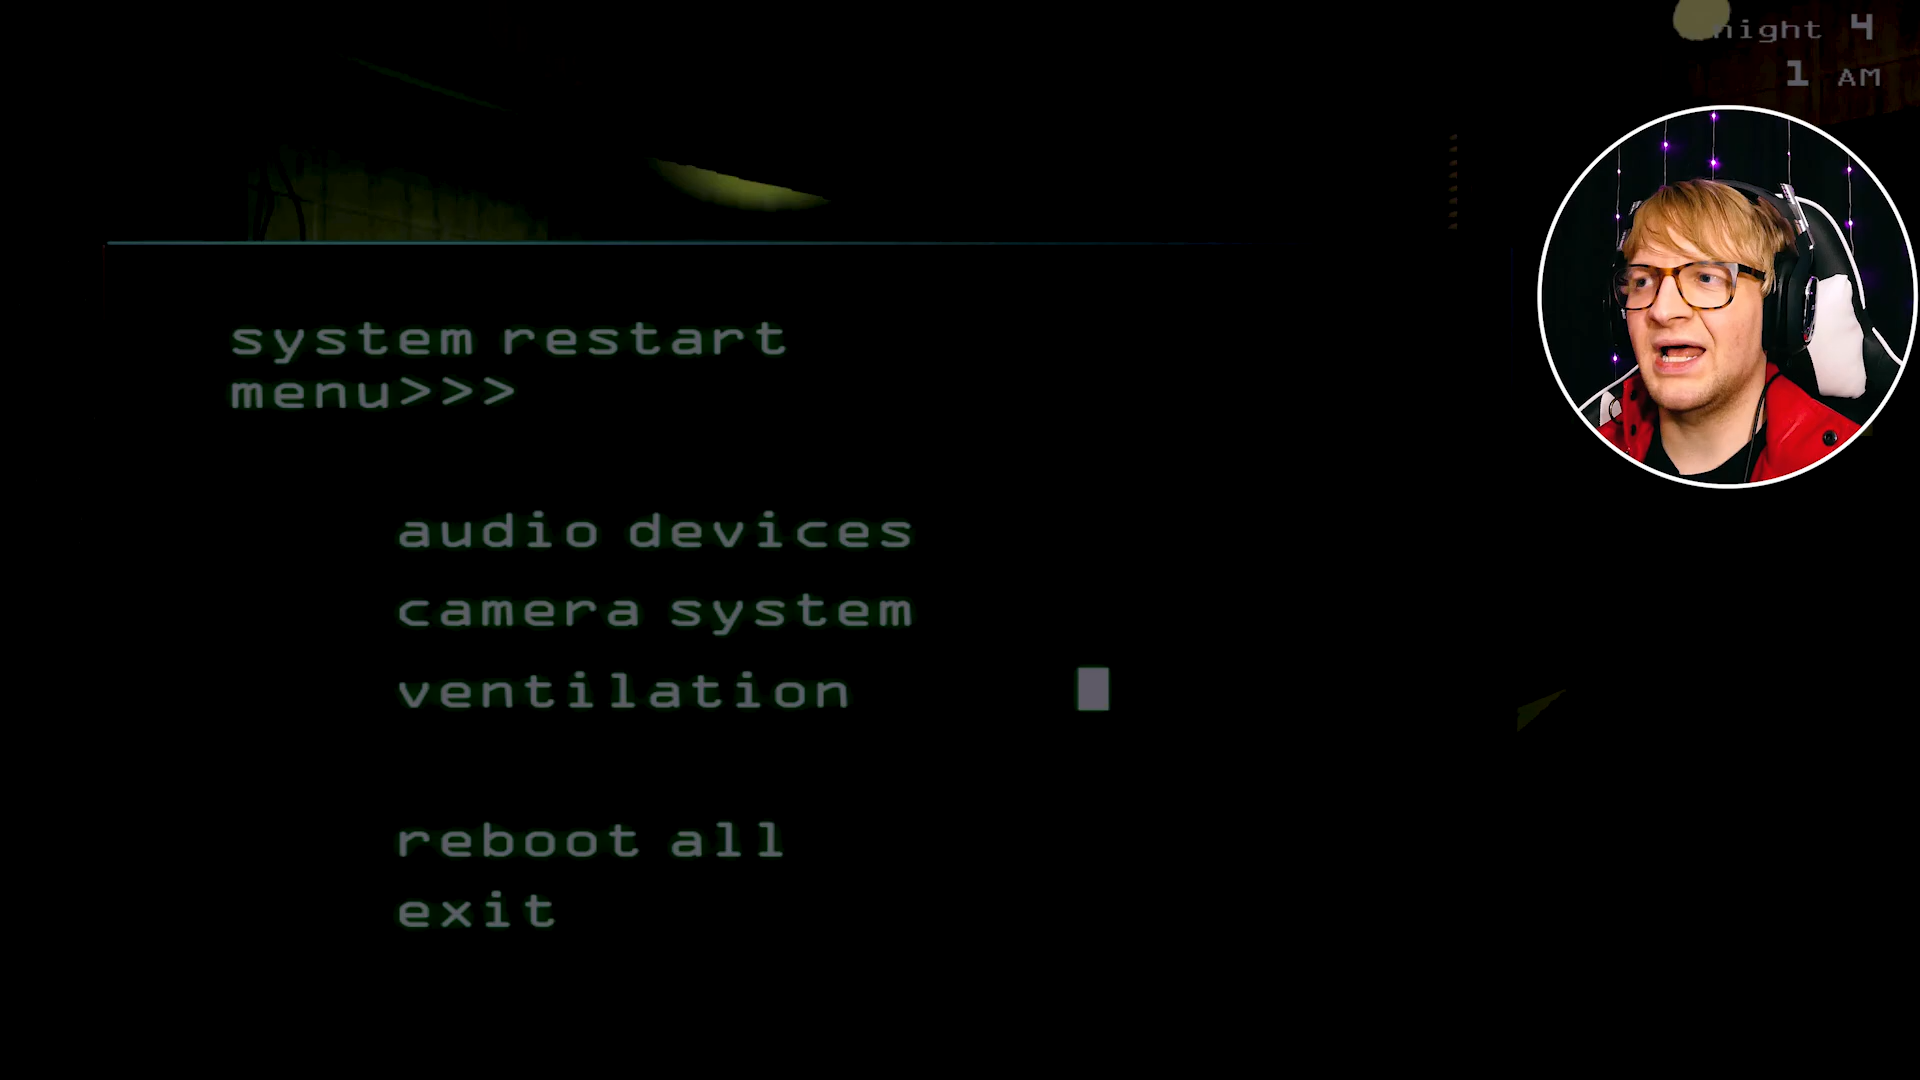 night 4
1 AM
system restart
menu>>>
audio devices
camera system
ventilation
reboot all
exit